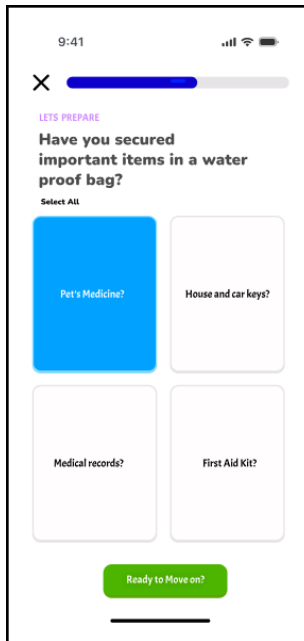 9:41
LETS PREPARE
Have you secured
important items in a water
proof bag?
Select All
Pet's Medicine?
House and car keys?
Medical records?
First Aid Kit?
Ready to Move on?